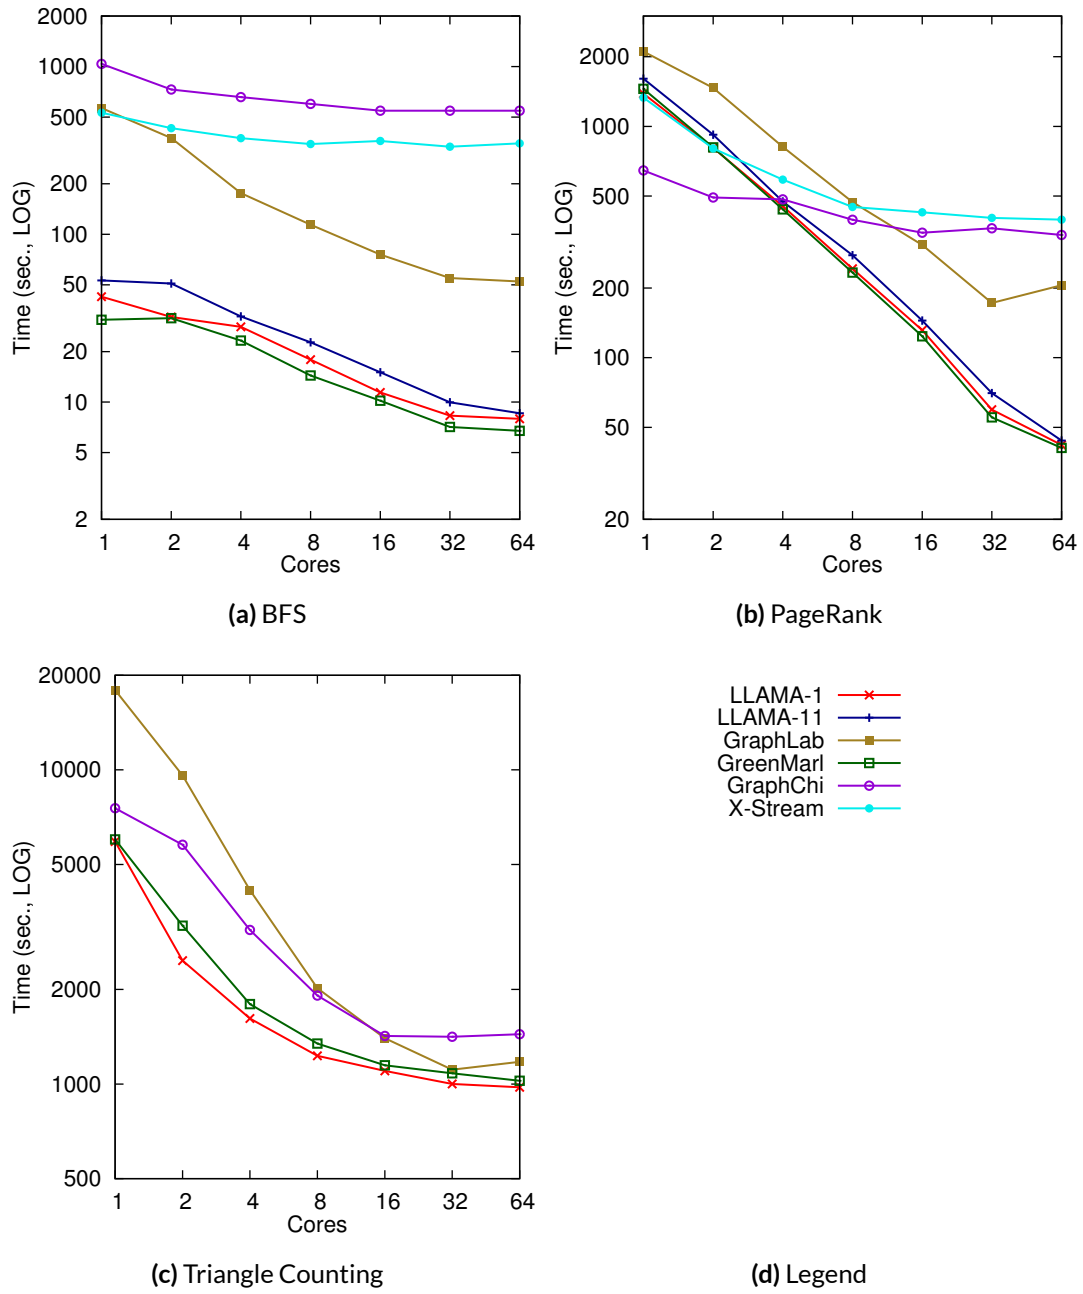 2000
1000
500
200
100
50
20
10
5
2
Time (sec., LOG)
1 2 4 8 16 32 64
Cores
(a) BFS
2000
1000
500
200
100
50
20
Time (sec., LOG)
1 2 4 8 16 32 64
Cores
(b) PageRank
20000
10000
5000
2000
1000
500
Time (sec., LOG)
1 2 4 8 16 32 64
Cores
(c) Triangle Counting
LLAMA-1
LLAMA-11
GraphLab
GreenMarl
GraphChi
X-Stream
(d) Legend